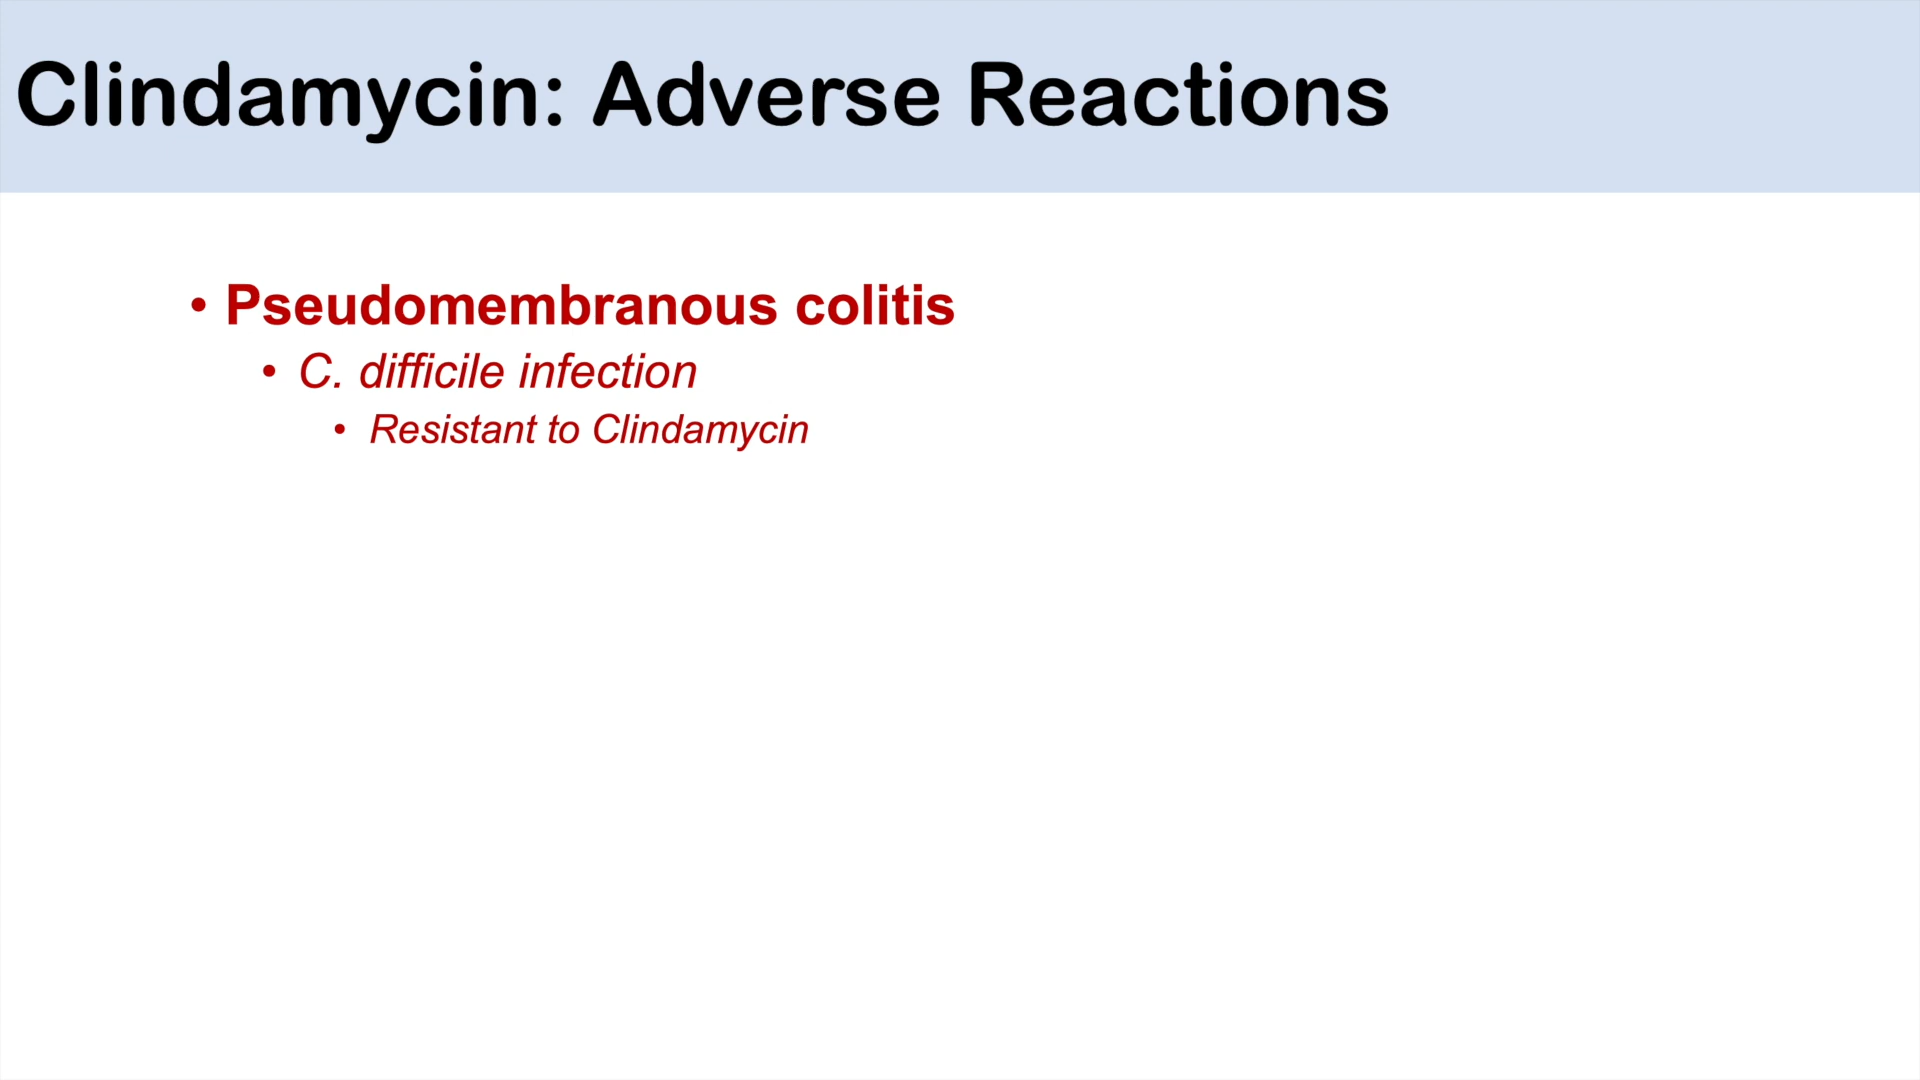 Clindamycin: Adverse Reactions
• Pseudomembranous colitis
• C. difficile infection
• Resistant to Clindamycin